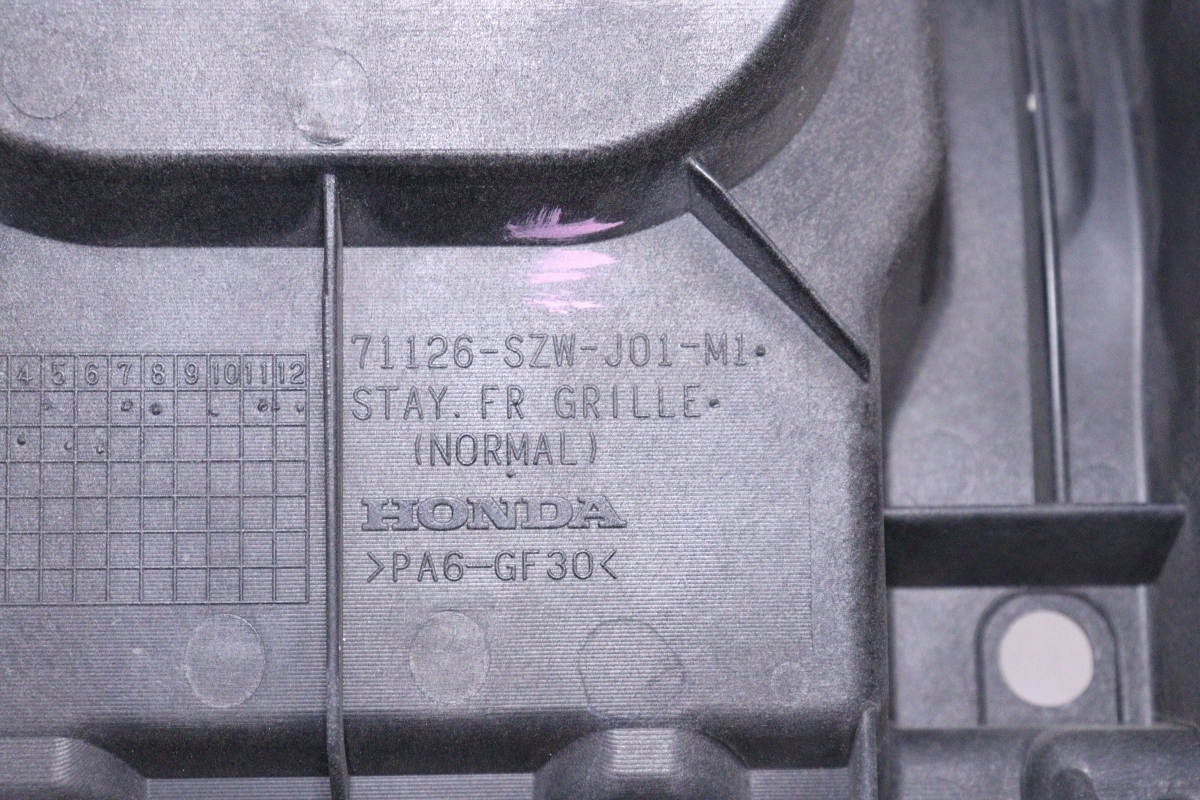 71126-SZW-J01-M1
STAY. FR GRILLE
(NORMAL)
HONDA
>PA6-GF30<
4 5 6 7 8 9 10 11 12